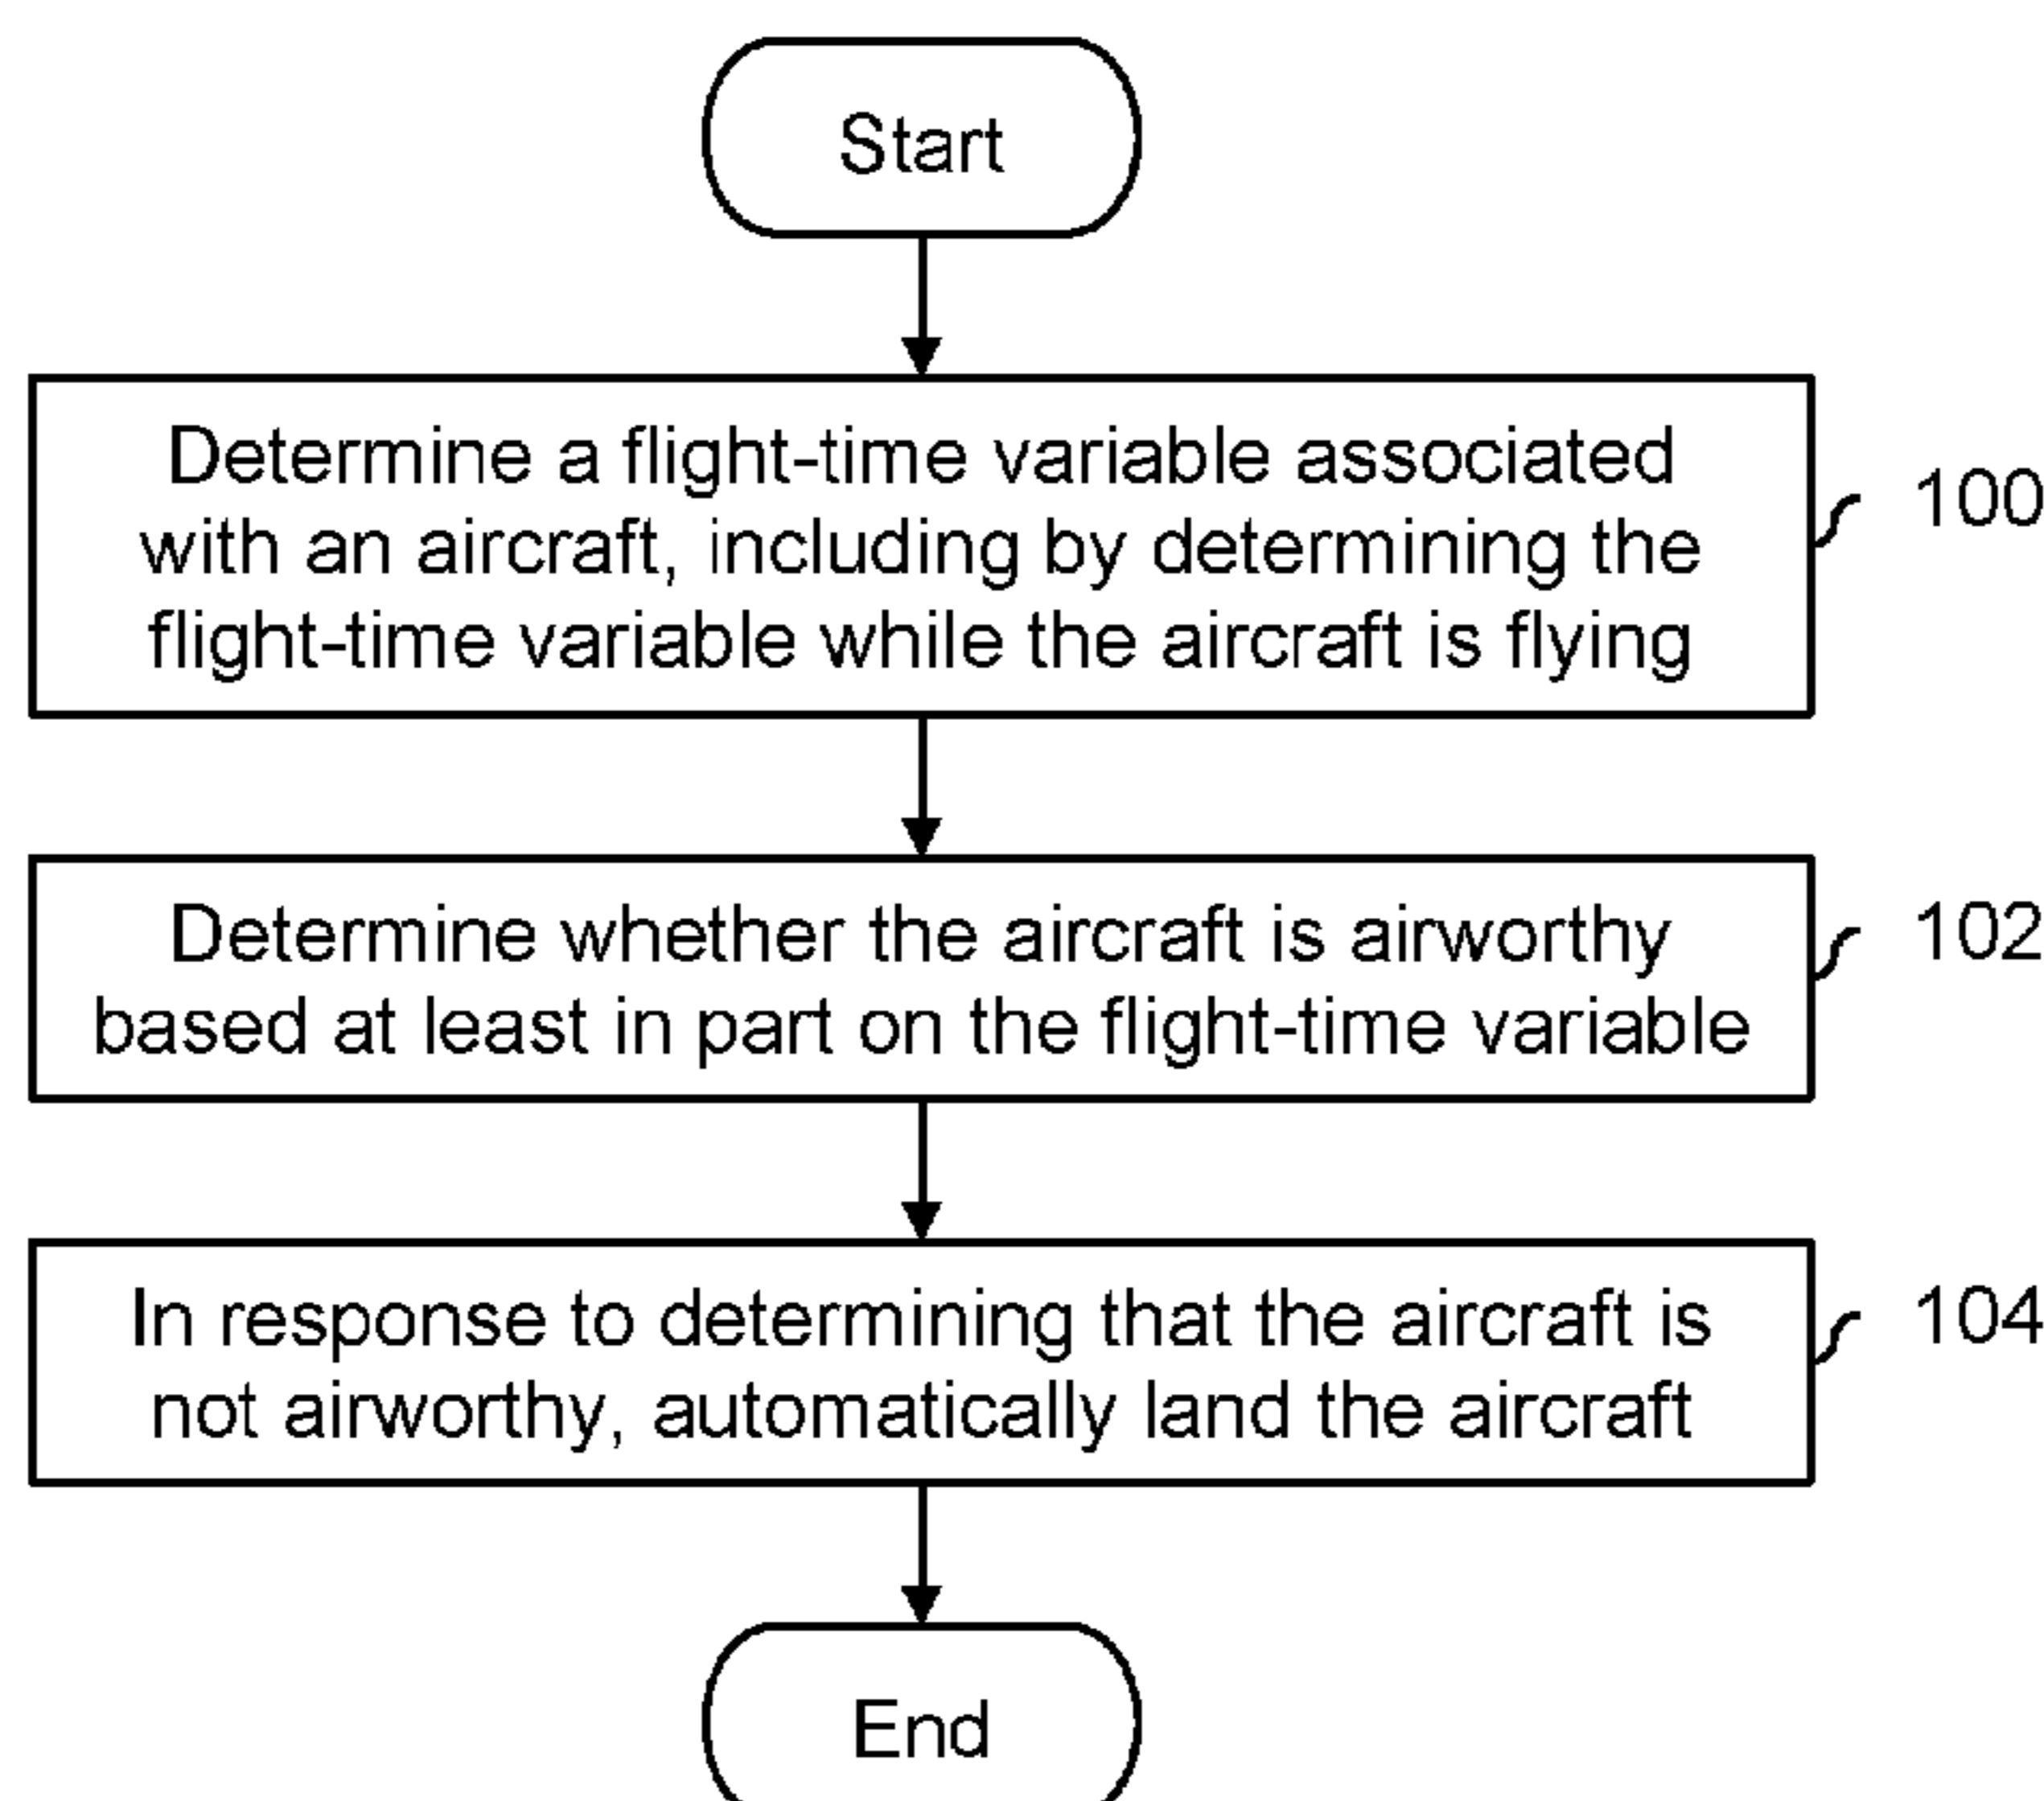 Start
Determine a flight-time variable associated
with an aircraft, including by determining the
flight-time variable while the aircraft is flying
100
Determine whether the aircraft is airworthy
based at least in part on the flight-time variable
102
In response to determining that the aircraft is
not airworthy, automatically land the aircraft
104
End